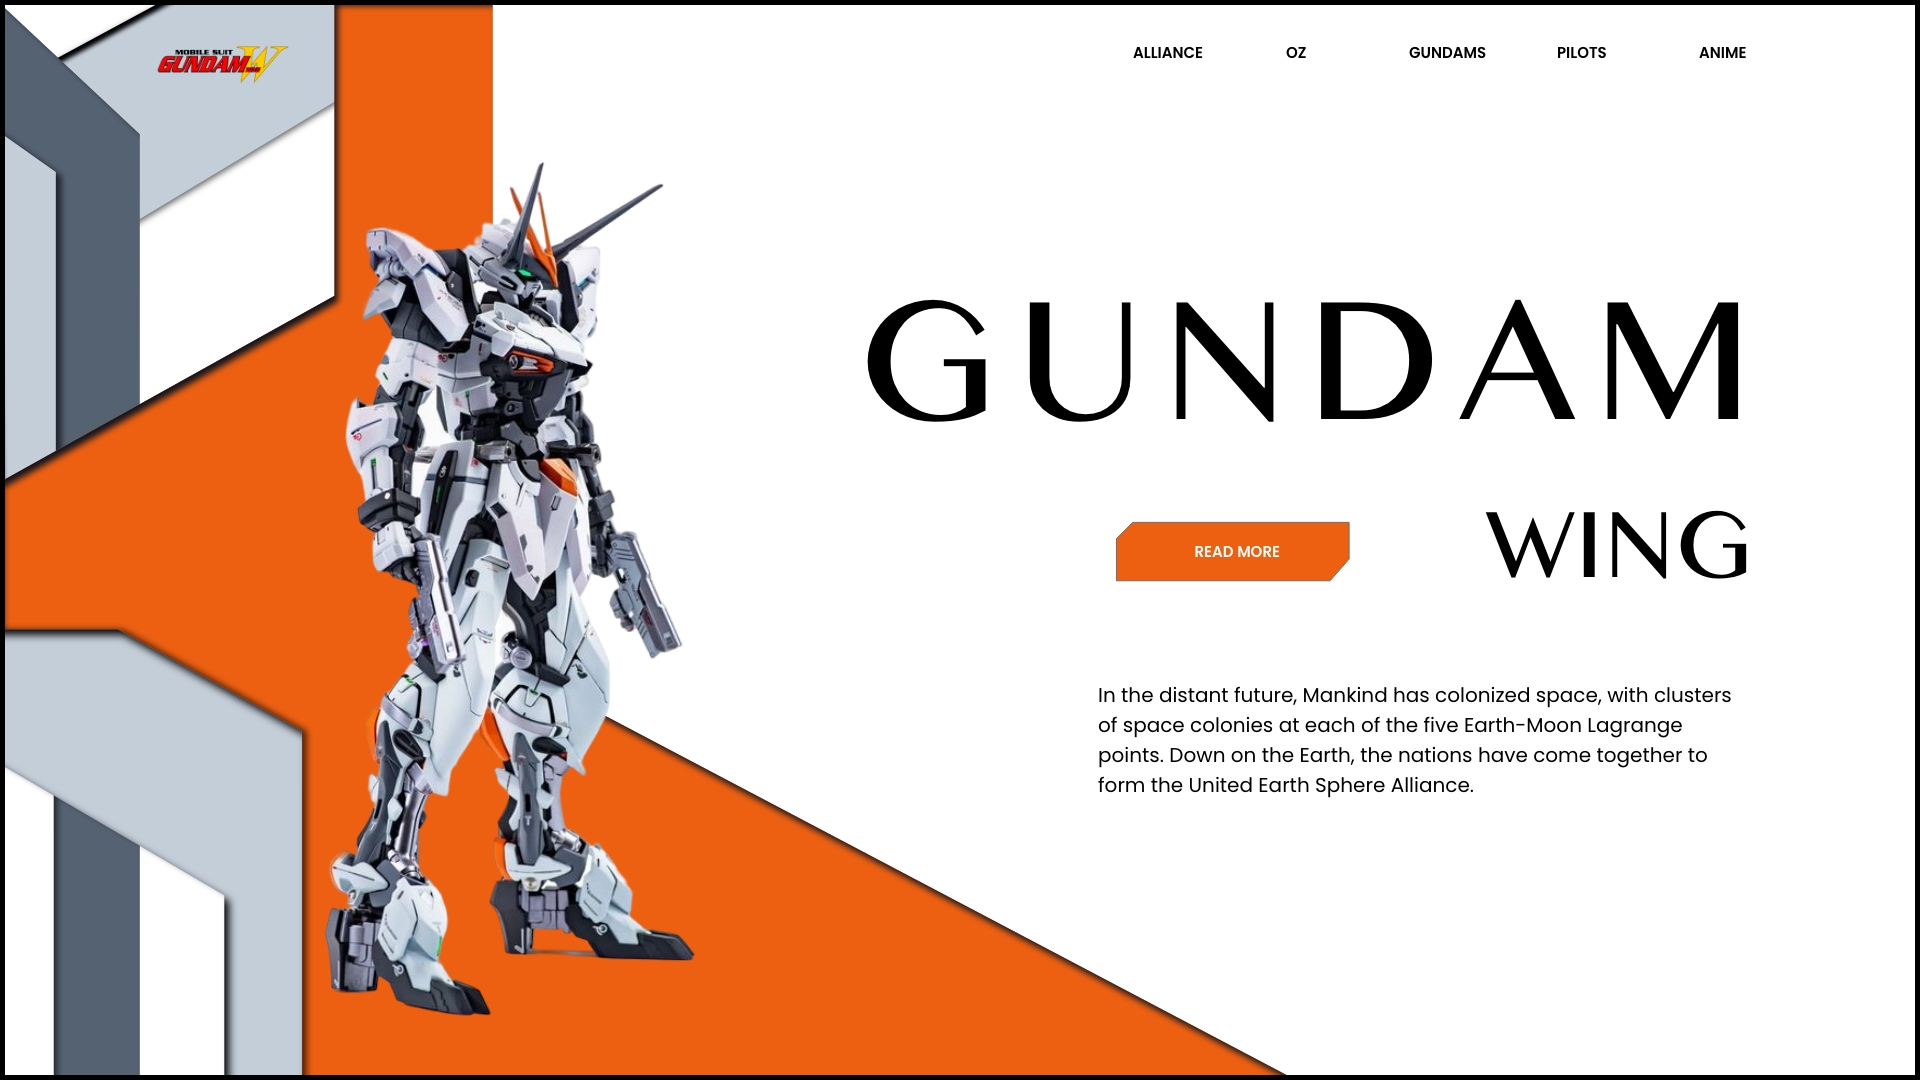 MOBILE SUIT
GUNDAM W
ALLIANCE OZ GUNDAMS PILOTS ANIME
GUNDAM
WING
READ MORE
In the distant future, Mankind has colonized space, with clusters
of space colonies at each of the five Earth-Moon Lagrange
points. Down on the Earth, the nations have come together to
form the United Earth Sphere Alliance.